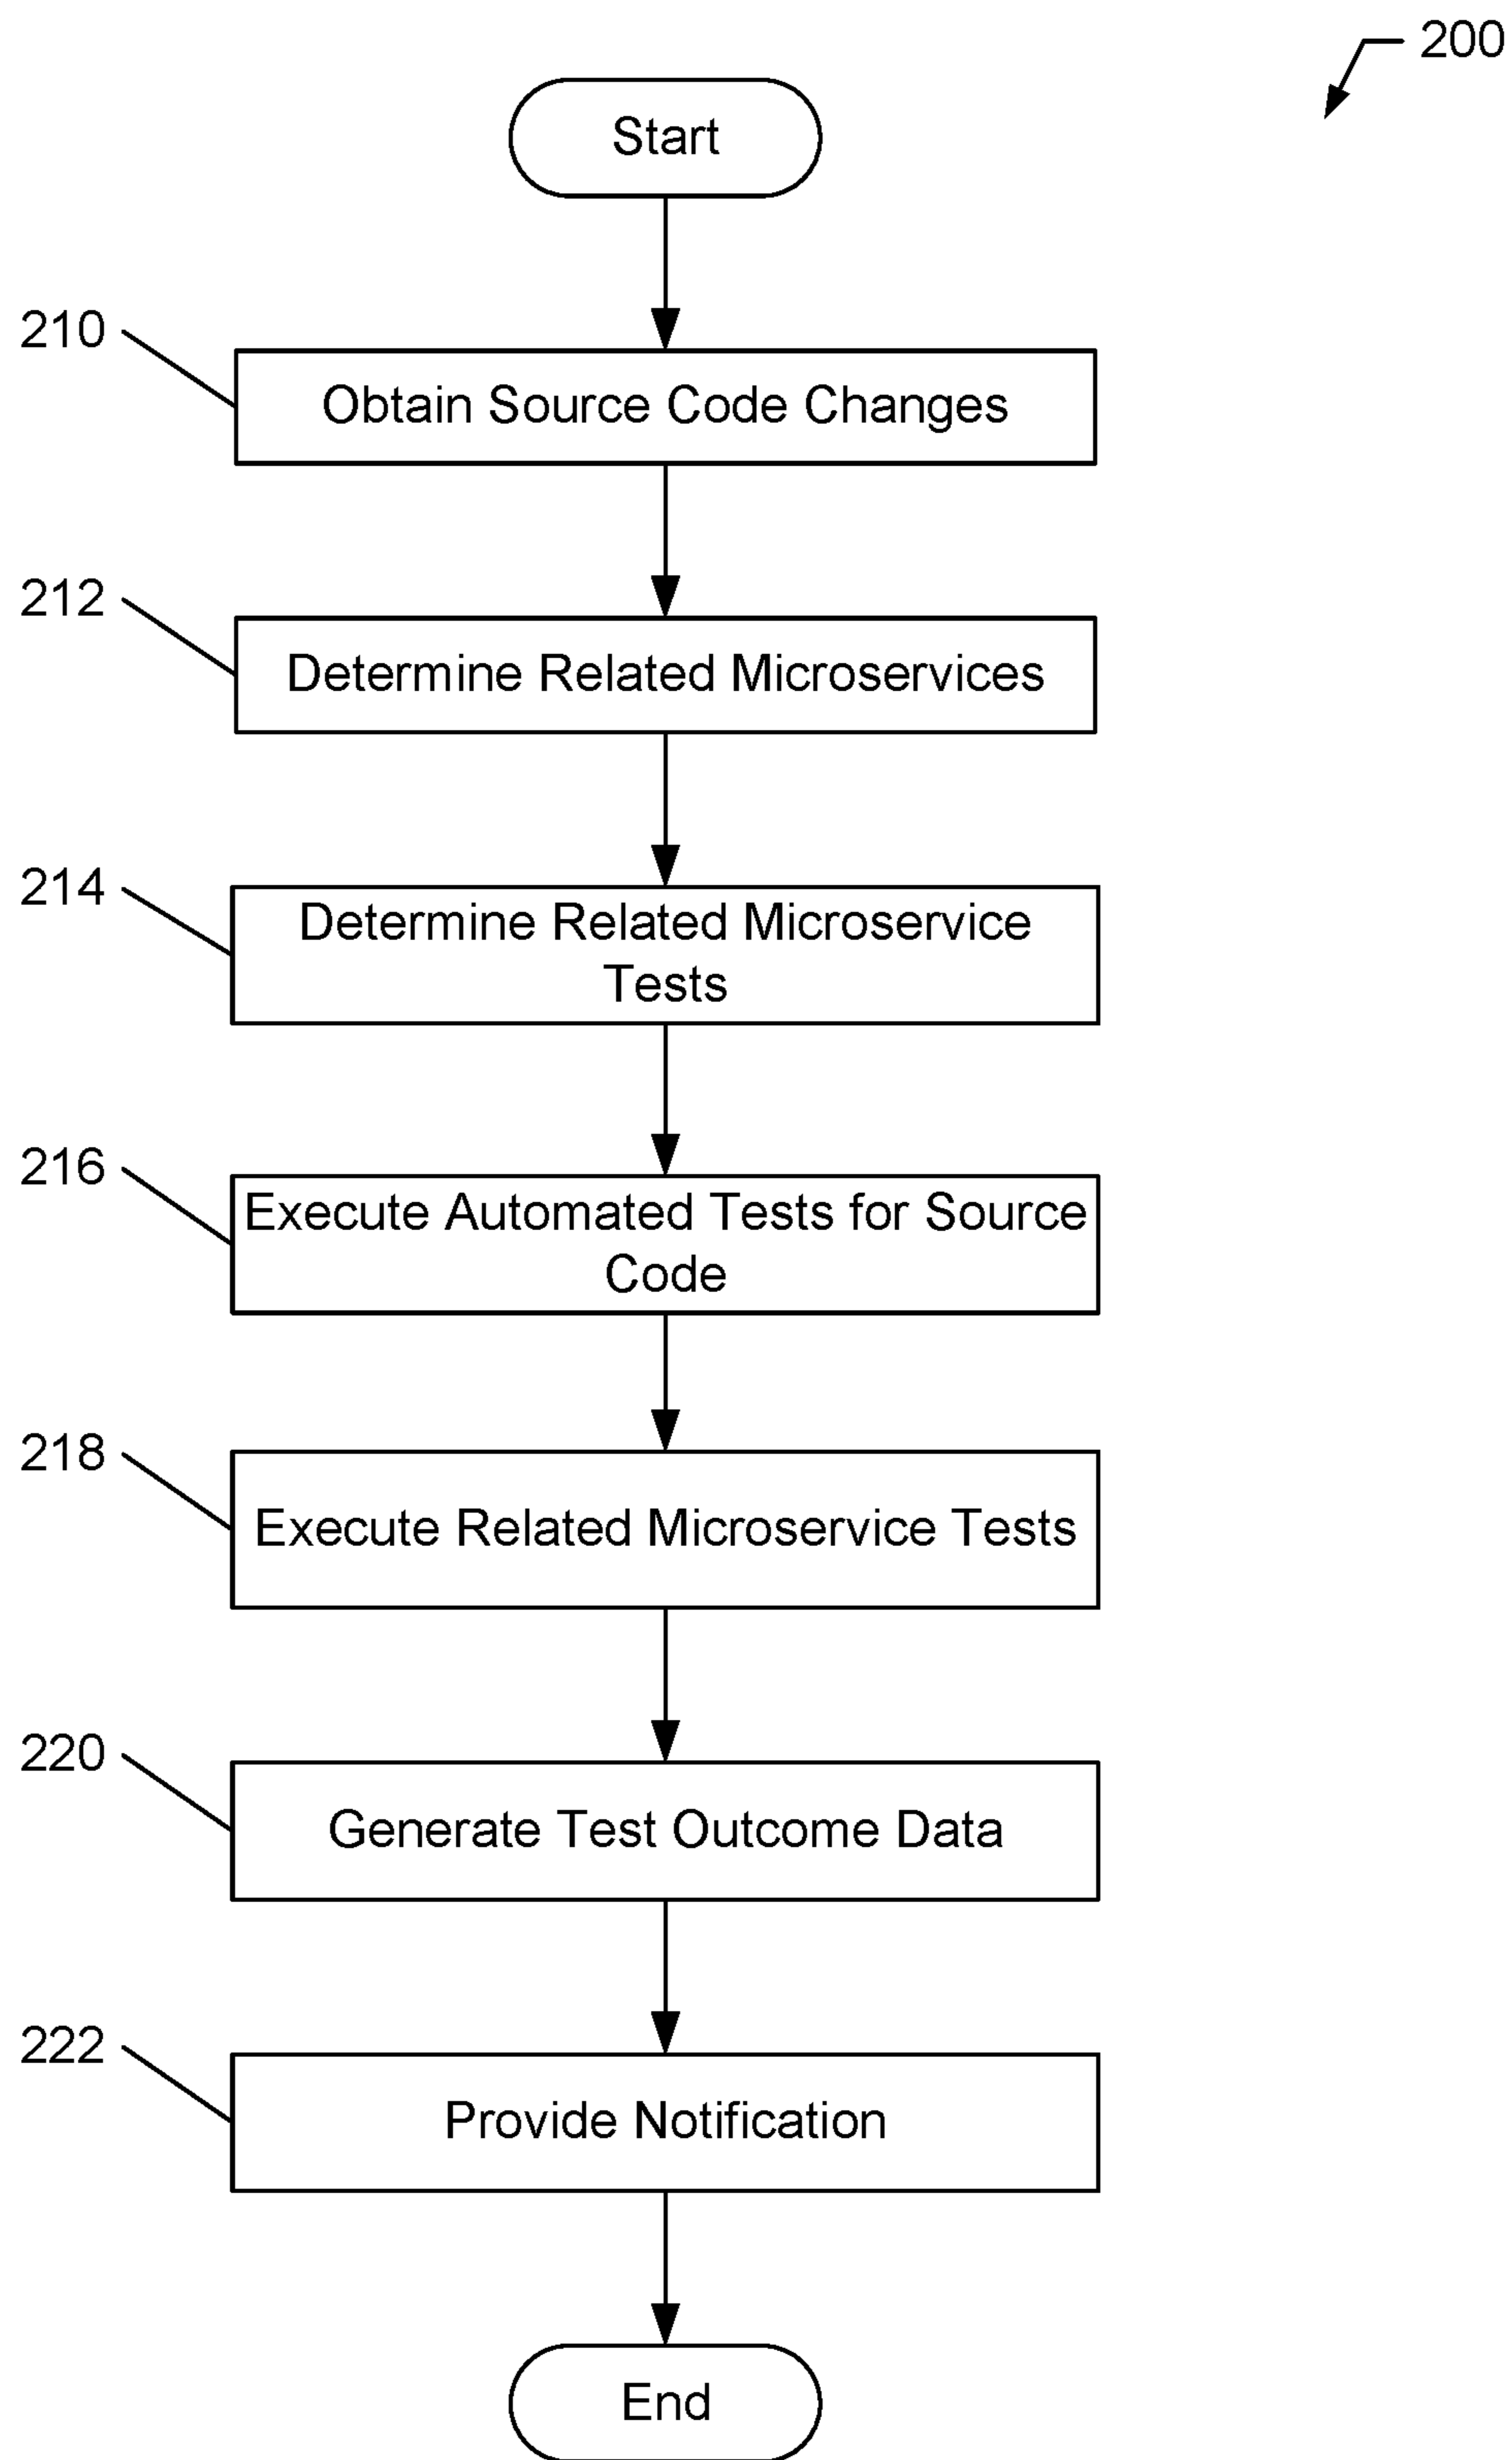 200
Start
210
Obtain Source Code Changes
212
Determine Related Microservices
214
Determine Related Microservice
Tests
216
Execute Automated Tests for Source
Code
218
Execute Related Microservice Tests
220
Generate Test Outcome Data
222
Provide Notification
End